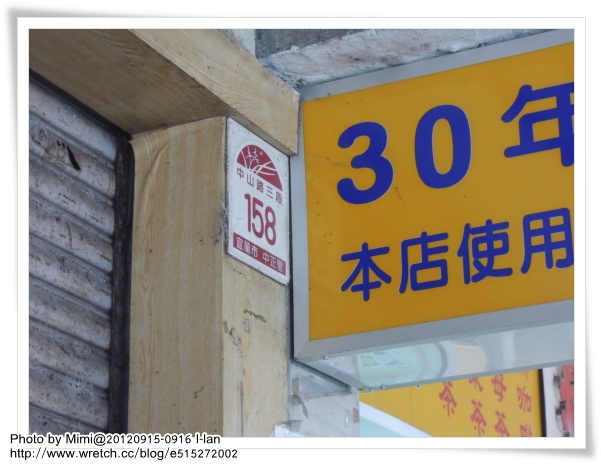 中山路三段
158
宜蘭市 中正里
30年
本店使用
Photo by Mimi@20120915-0916 I-lan
http://www.wretch.cc/blog/e515272002